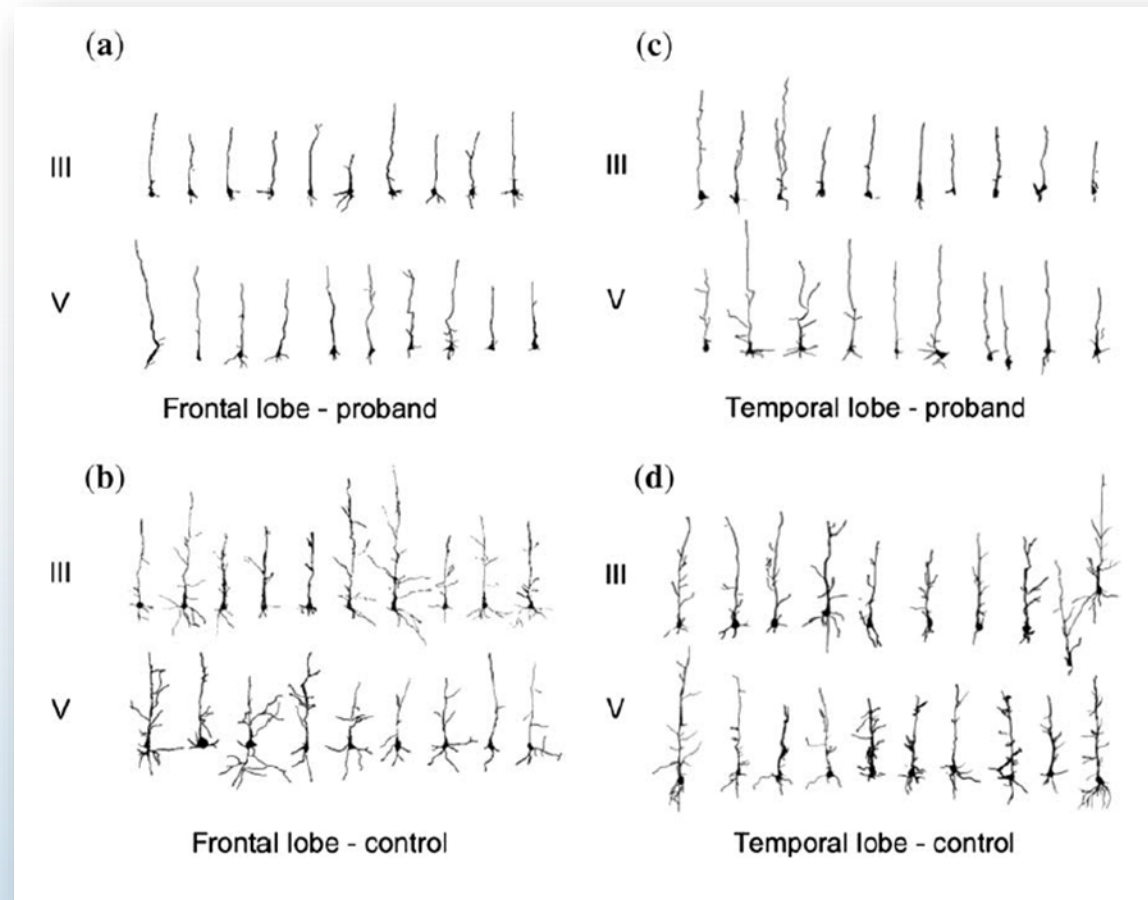 (a)
III
V
Frontal lobe - proband
(c)
III
V
Temporal lobe - proband
(b)
III
V
Frontal lobe - control
(d)
III
V
Temporal lobe - control